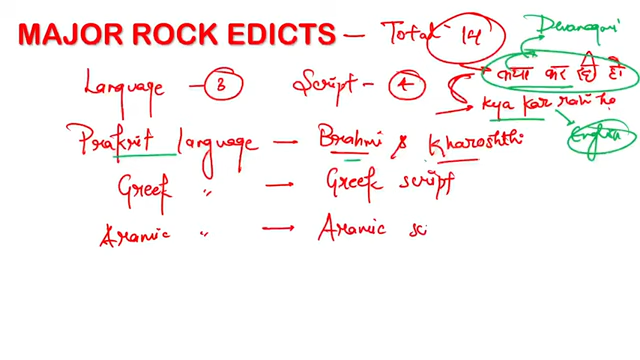 MAJOR ROCK EDICTS — Total 14
Devanagari
Language — 3 Script — 4
क्या कर रहे हो
Kya kar rahi ho
English
Prakrit language — Brahmi & Kharoshthi
Greek " → Greek script
Aramic " → Aramic sc